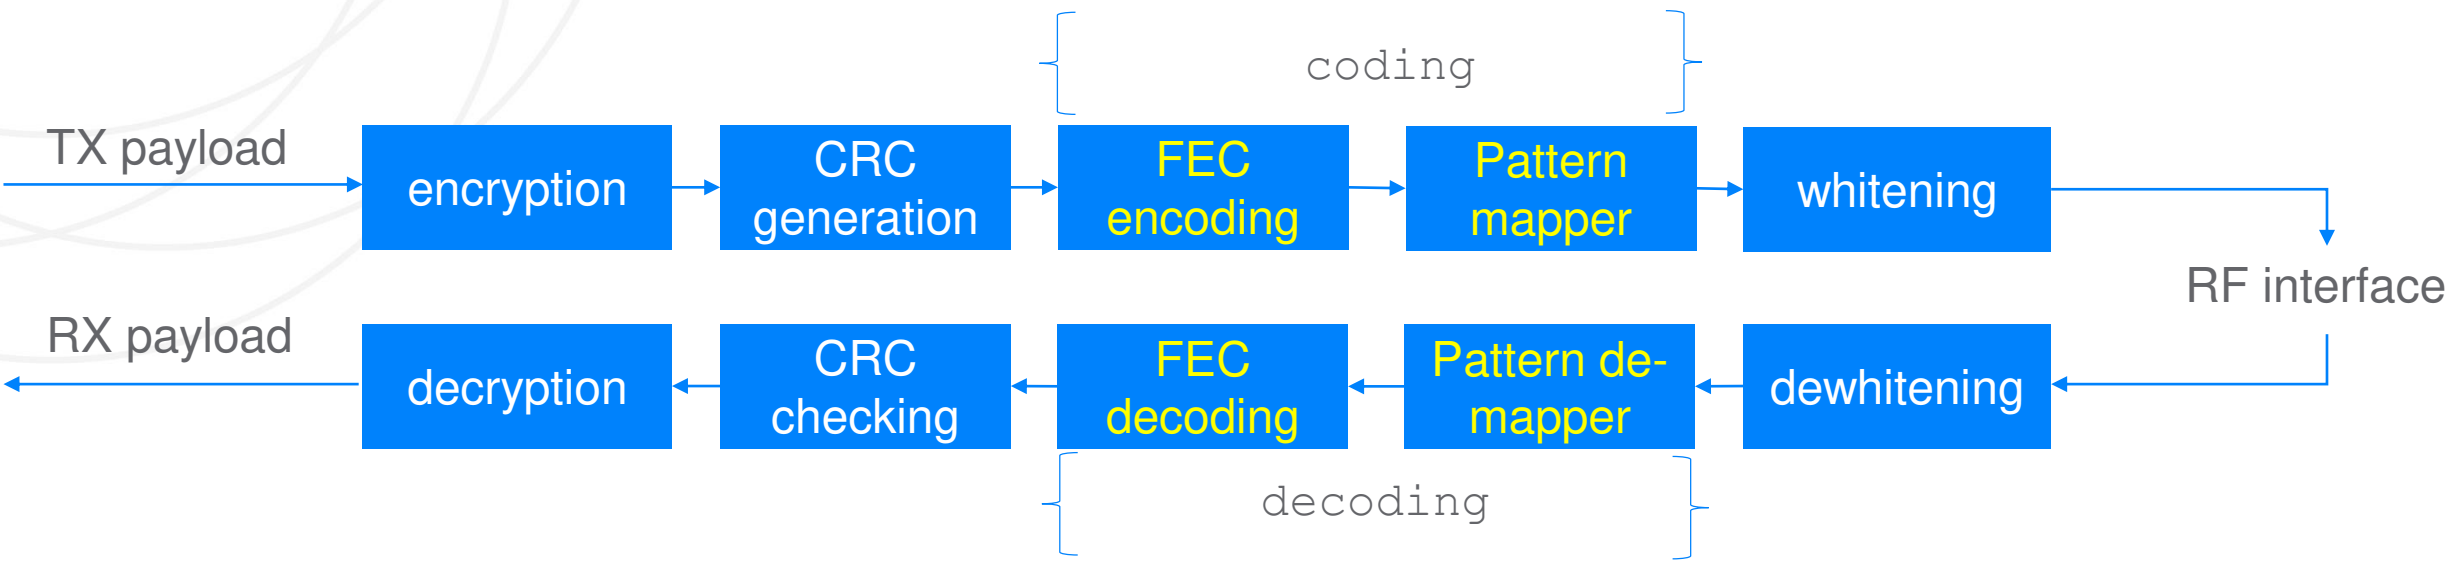 coding
TX payload
encryption
CRC
generation
FEC
encoding
Pattern
mapper
whitening
RF interface
RX payload
decryption
CRC
checking
FEC
decoding
Pattern de-
mapper
dewhitening
decoding